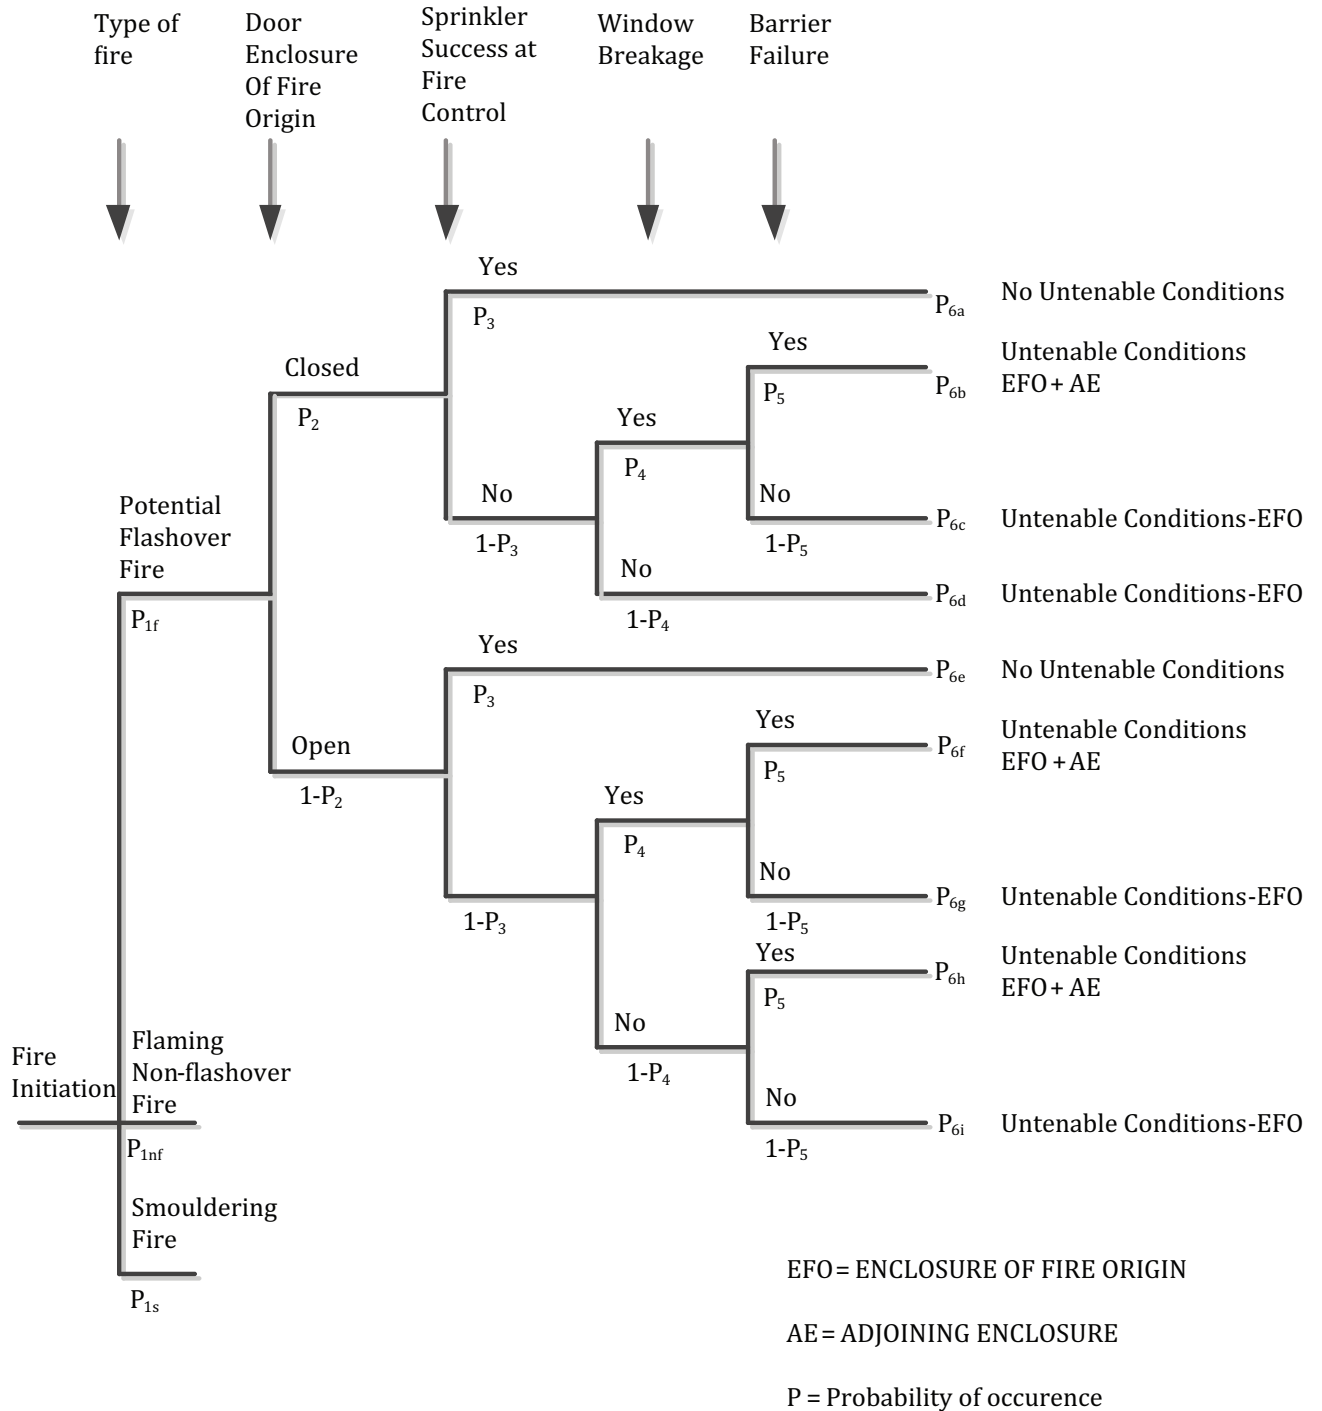 Type of
fire
Door
Enclosure
Of Fire
Origin
Sprinkler
Success at
Fire
Control
Window
Breakage
Barrier
Failure
Yes
P3
P6a
No Untenable Conditions
Closed
P2
Yes
P5
P6b
Untenable Conditions
EFO + AE
Yes
P4
No
1-P3
No
1-P5
P6c
Untenable Conditions-EFO
No
1-P4
P6d
Untenable Conditions-EFO
Potential
Flashover
Fire
P1f
Yes
P3
P6e
No Untenable Conditions
Open
1-P2
Yes
P5
P6f
Untenable Conditions
EFO + AE
Yes
P4
1-P3
No
1-P5
P6g
Untenable Conditions-EFO
Yes
P5
P6h
Untenable Conditions
EFO + AE
No
1-P4
No
1-P5
P6i
Untenable Conditions-EFO
Fire
Initiation
Flaming
Non-flashover
Fire
P1nf
Smouldering
Fire
P1s
EFO = ENCLOSURE OF FIRE ORIGIN
AE = ADJOINING ENCLOSURE
P = Probability of occurence